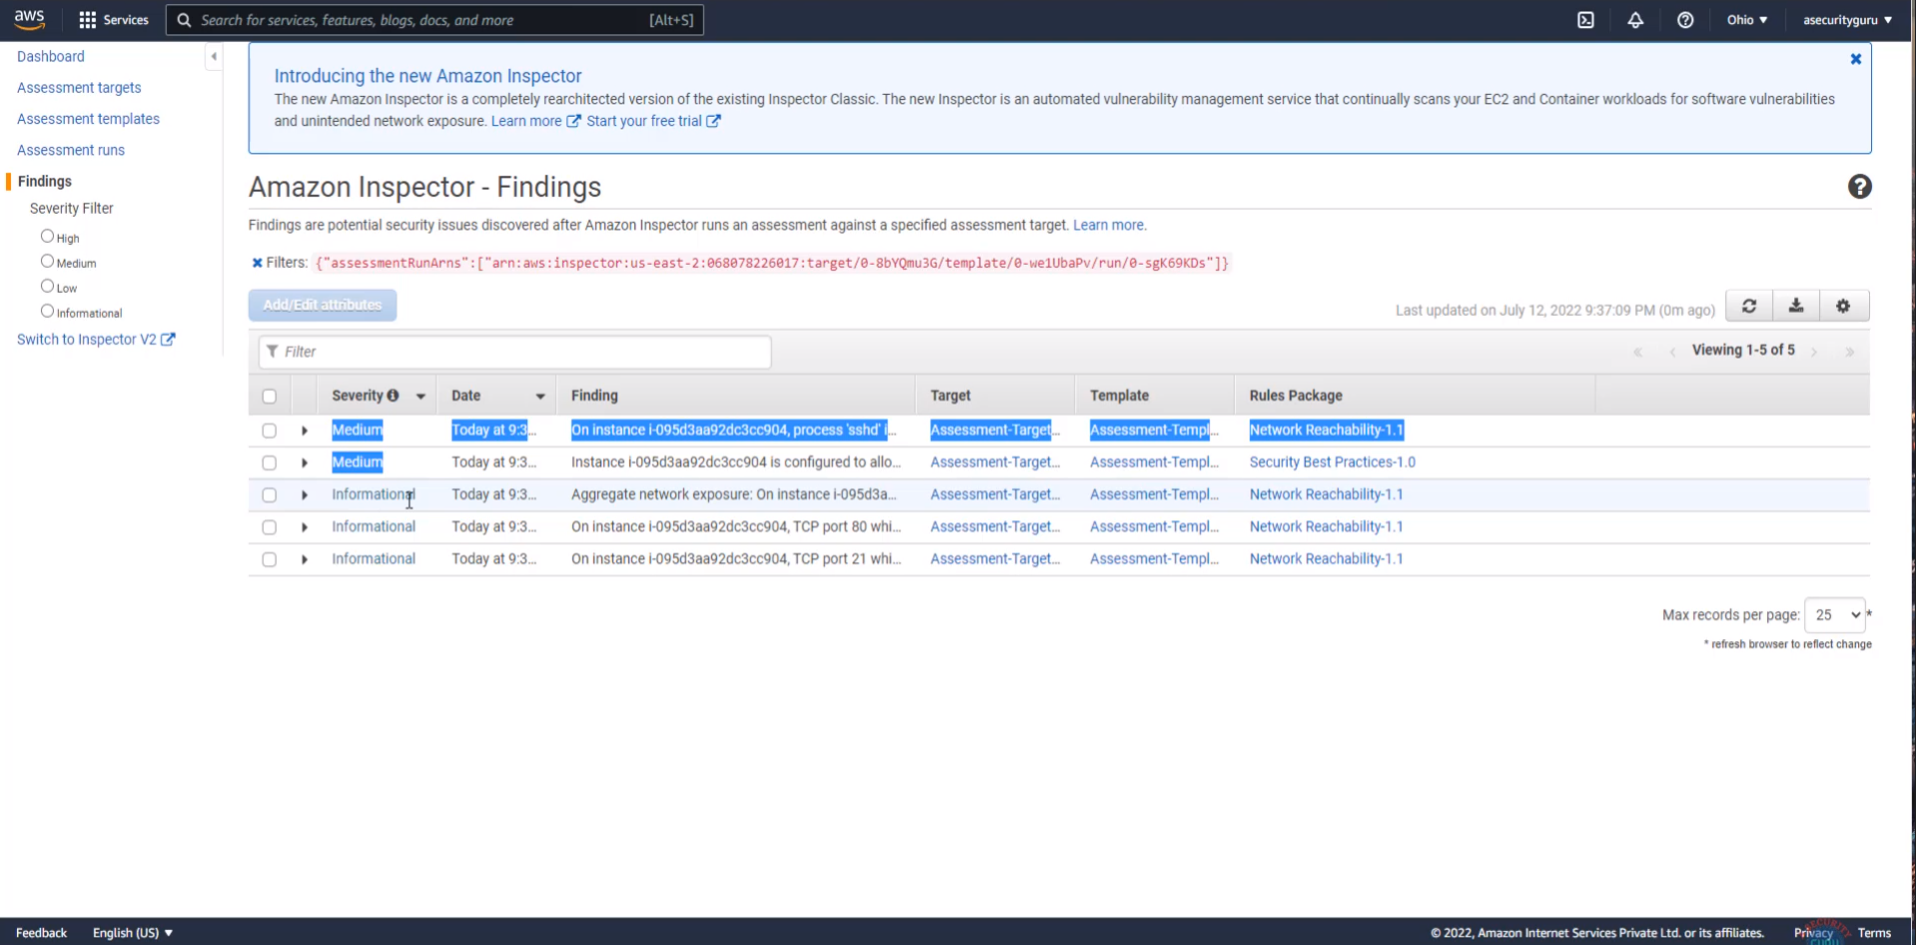 aws Services Search for services, features, blogs, docs, and more [Alt+S] Ohio ▼ asecurityguru ▼
Dashboard
Assessment targets
Assessment templates
Assessment runs
Findings
Severity Filter
High
Medium
Low
Informational
Switch to Inspector V2
Introducing the new Amazon Inspector
The new Amazon Inspector is a completely rearchitected version of the existing Inspector Classic. The new Inspector is an automated vulnerability management service that continually scans your EC2 and Container workloads for software vulnerabilities
and unintended network exposure. Learn more Start your free trial
Amazon Inspector - Findings
Findings are potential security issues discovered after Amazon Inspector runs an assessment against a specified assessment target. Learn more.
Filters: {"assessmentRunArns":["arn:aws:inspector:us-east-2:068078226017:target/0-8bYQmu3G/template/0-we1UbaPv/run/0-sgK69KDs"]}
Add/Edit attributes
Last updated on July 12, 2022 9:37:09 PM (0m ago)
Filter
« ‹ Viewing 1-5 of 5 › »
Severity Date Finding Target Template Rules Package
Medium Today at 9:3... On instance i-095d3aa92dc3cc904, process 'sshd' i... Assessment-Target... Assessment-Templ... Network Reachability-1.1
Medium Today at 9:3... Instance i-095d3aa92dc3cc904 is configured to allo... Assessment-Target... Assessment-Templ... Security Best Practices-1.0
Informational Today at 9:3... Aggregate network exposure: On instance i-095d3a... Assessment-Target... Assessment-Templ... Network Reachability-1.1
Informational Today at 9:3... On instance i-095d3aa92dc3cc904, TCP port 80 whi... Assessment-Target... Assessment-Templ... Network Reachability-1.1
Informational Today at 9:3... On instance i-095d3aa92dc3cc904, TCP port 21 whi... Assessment-Target... Assessment-Templ... Network Reachability-1.1
Max records per page: 25 *
* refresh browser to reflect change
Feedback English (US) ▼ © 2022, Amazon Internet Services Private Ltd. or its affiliates. Privacy Terms